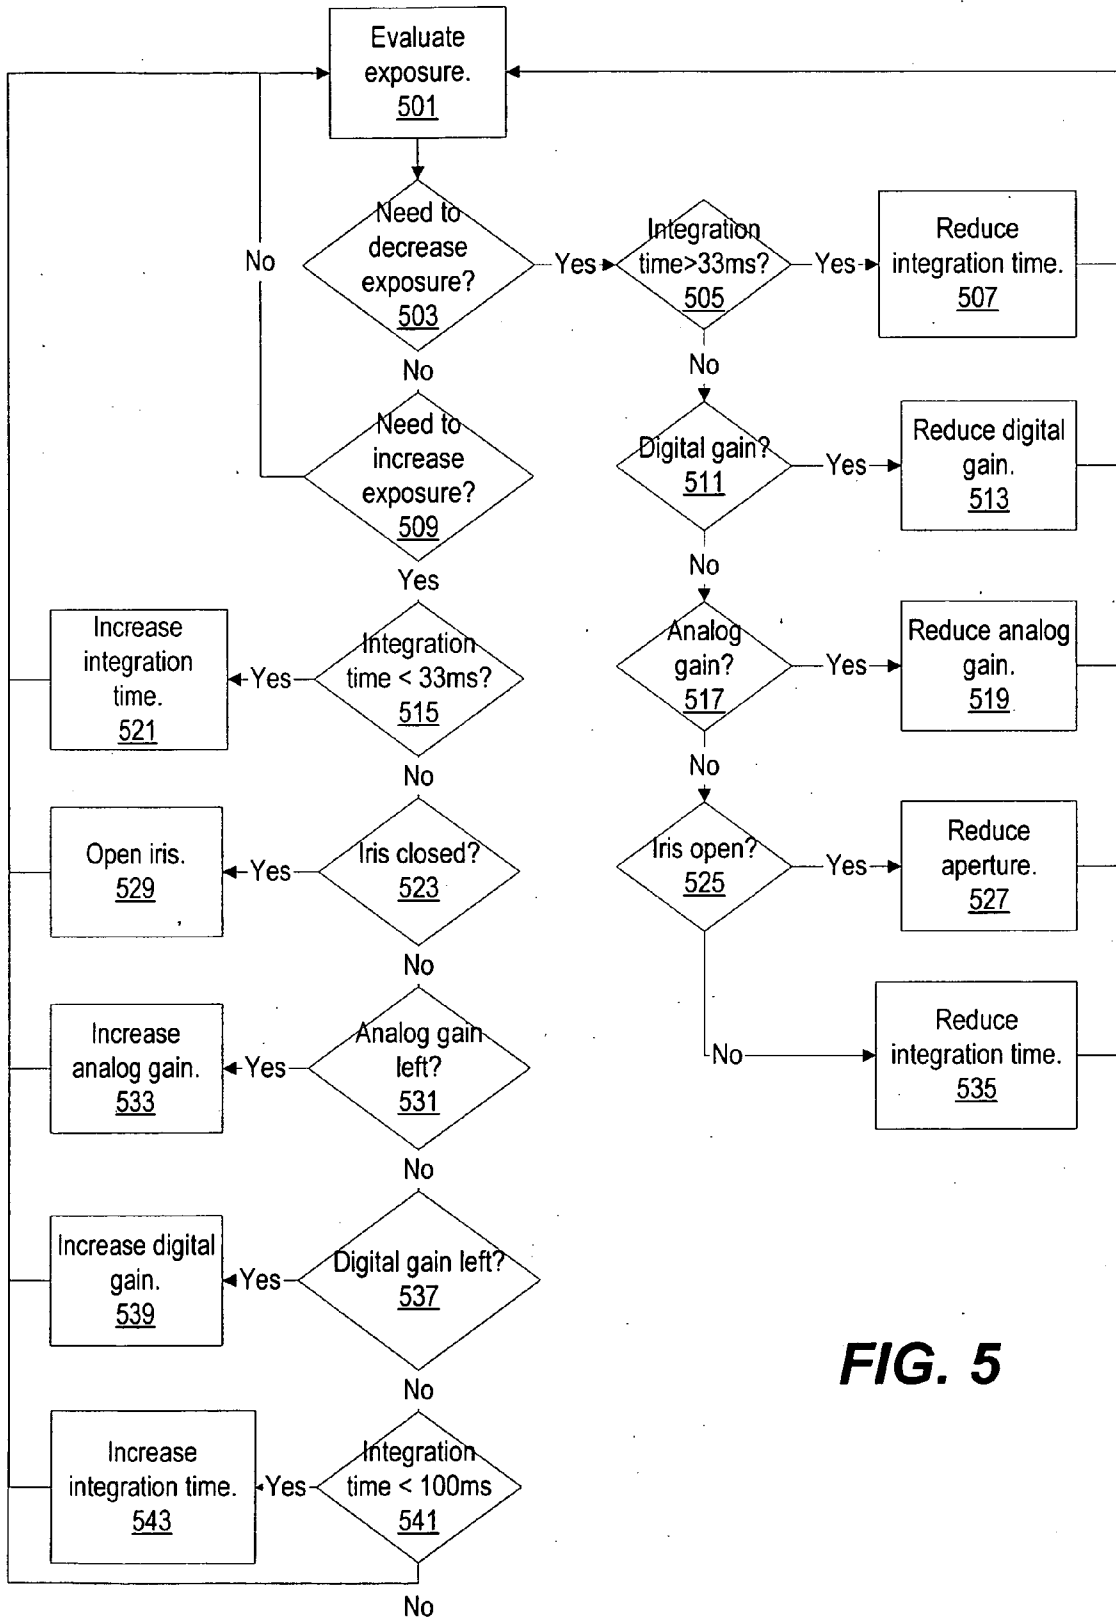 Evaluate
exposure.
501
Need to
decrease
exposure?
503
Yes
Integration
time>33ms?
505
Yes
Reduce
integration time.
507
No
No
No
Need to
increase
exposure?
509
Digital gain?
511
Yes
Reduce digital
gain.
513
Yes
No
Increase
integration
time.
521
Yes
Integration
time < 33ms?
515
Analog
gain?
517
Yes
Reduce analog
gain.
519
No
No
Open iris.
529
Yes
Iris closed?
523
Iris open?
525
Yes
Reduce
aperture.
527
No
Increase
analog gain.
533
Yes
Analog gain
left?
531
No
Reduce
integration time.
535
No
Increase digital
gain.
539
Yes
Digital gain left?
537
FIG. 5
No
Increase
integration time.
543
Yes
Integration
time < 100ms
541
No